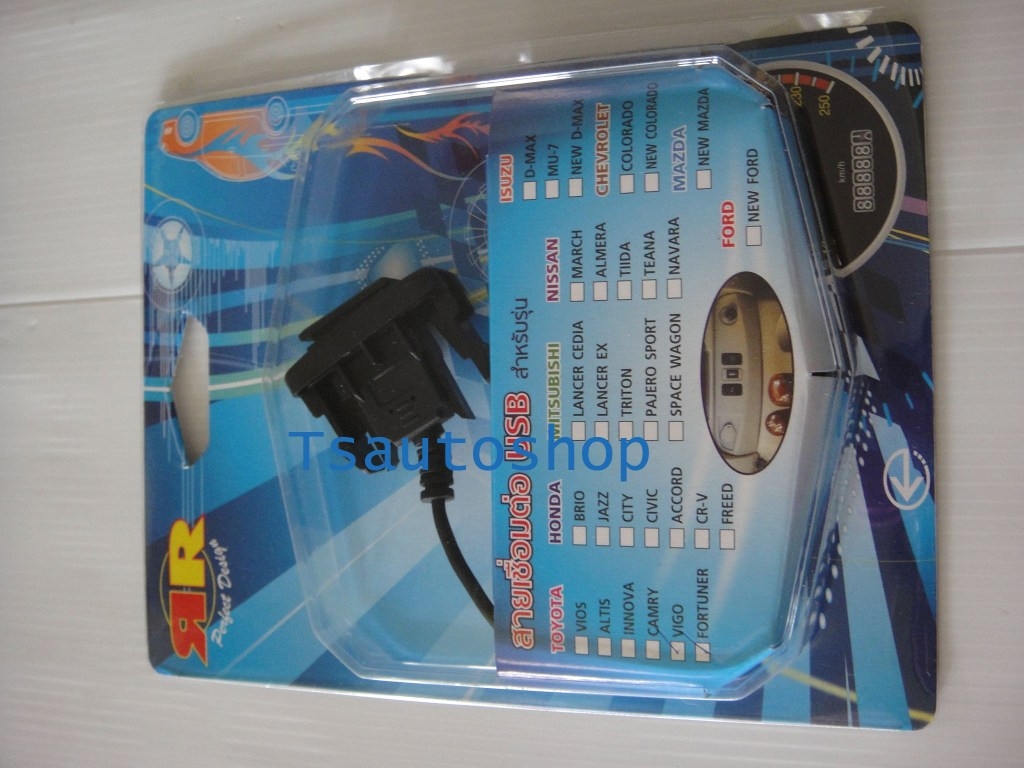 RR
Perfect Design
สายเชื่อมต่อ USB สำหรับรุ่น
TOYOTA
VIOS
ALTIS
INNOVA
CAMRY
VIGO
FORTUNER
HONDA
BRIO
JAZZ
CITY
CIVIC
ACCORD
CR-V
FREED
MITSUBISHI
LANCER CEDIA
LANCER EX
TRITON
PAJERO SPORT
SPACE WAGON
NISSAN
MARCH
ALMERA
TIIDA
TEANA
NAVARA
ISUZU
D-MAX
MU-7
NEW D-MAX
CHEVROLET
COLORADO
NEW COLORADO
MAZDA
NEW MAZDA
FORD
NEW FORD
230
250
km/h
Tsautoshop